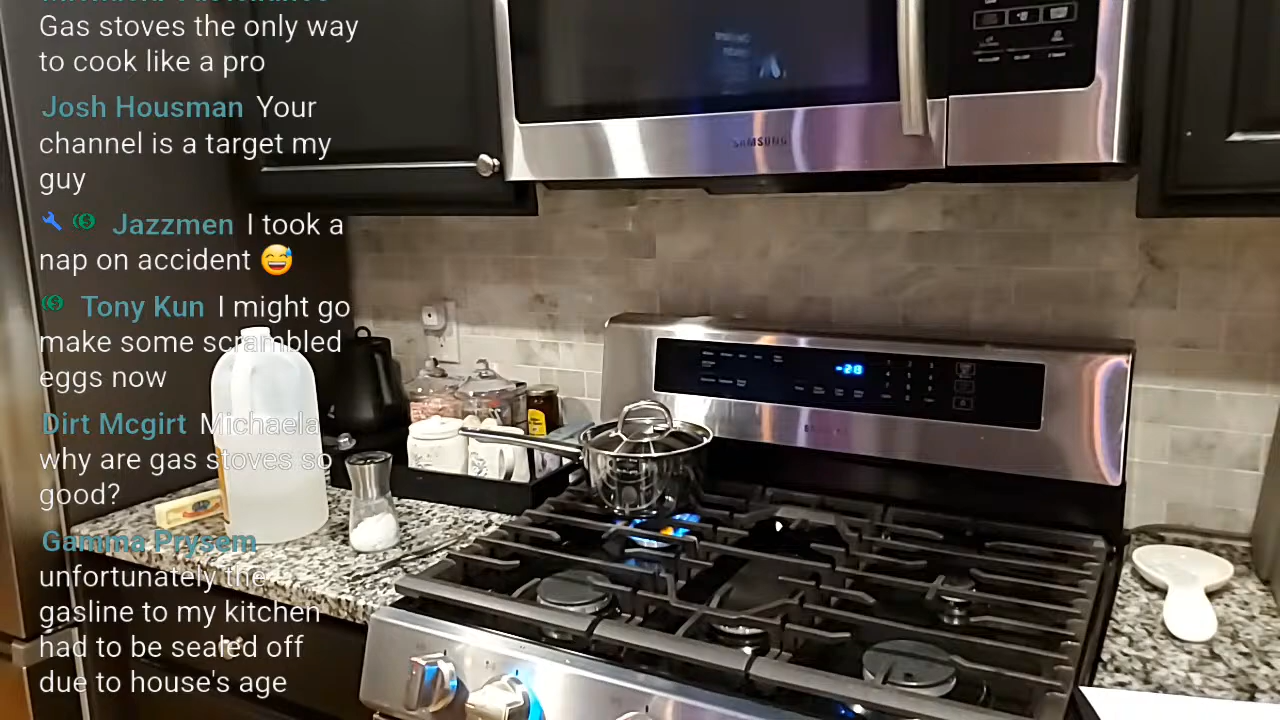 Gas stoves the only way
to cook like a pro
Josh Housman Your
channel is a target my
guy
Jazzmen I took a
nap on accident 😅
Tony Kun I might go
make some scrambled
eggs now
Dirt Mcgirt Michaela
why are gas stoves so
good?
Gamma Prysem
unfortunately the
gasline to my kitchen
had to be sealed off
due to house's age
SAMSUNG